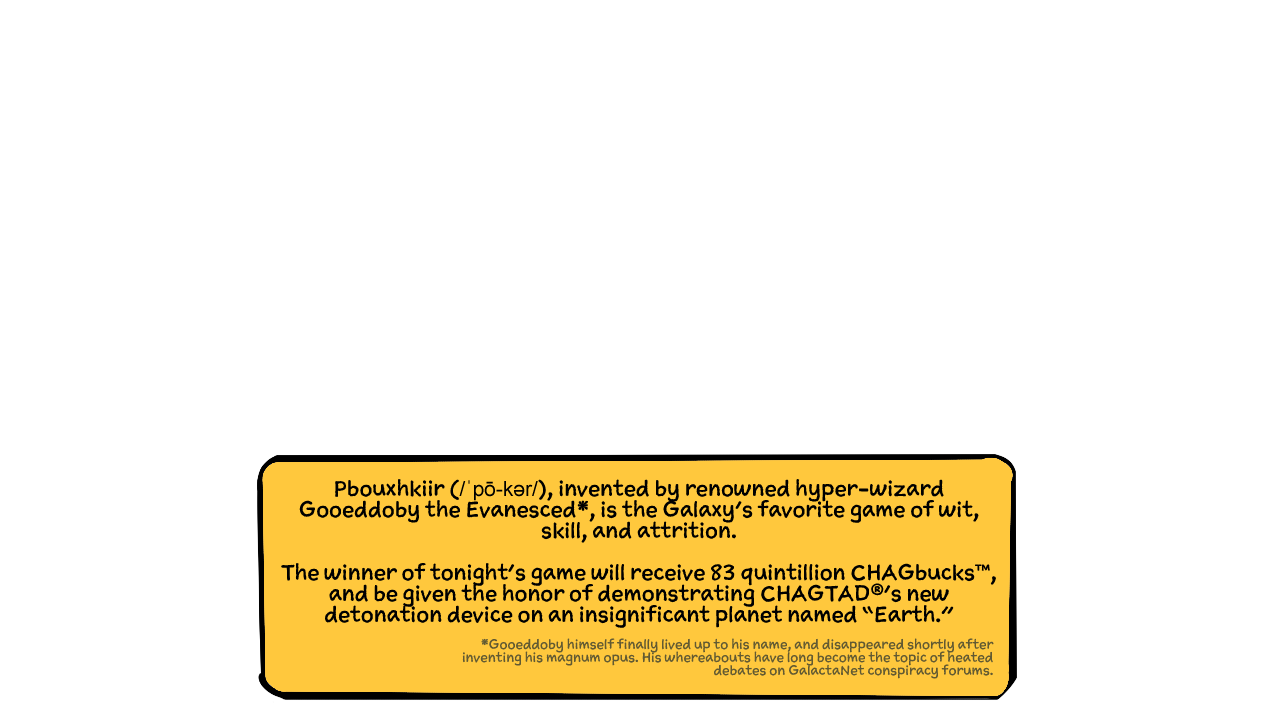 Pbouxhkiir (/ˈpō-kər/), invented by renowned hyper-wizard
Gooeddoby the Evanesced*, is the Galaxy's favorite game of wit,
skill, and attrition.
The winner of tonight's game will receive 83 quintillion CHAGbucks™,
and be given the honor of demonstrating CHAGTAD®'s new
detonation device on an insignificant planet named "Earth."
*Gooeddoby himself finally lived up to his name, and disappeared shortly after
inventing his magnum opus. His whereabouts have long become the topic of heated
debates on GalactaNet conspiracy forums.